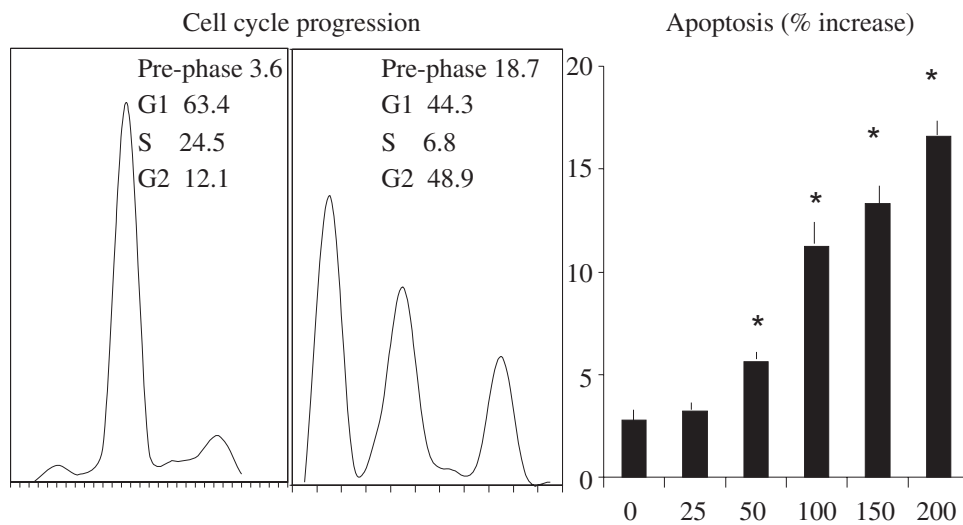 Cell cycle progression
Pre-phase 3.6
G1 63.4
S 24.5
G2 12.1
Pre-phase 18.7
G1 44.3
S 6.8
G2 48.9
Apoptosis (% increase)
20
15
10
5
0
* * * *
0 25 50 100 150 200